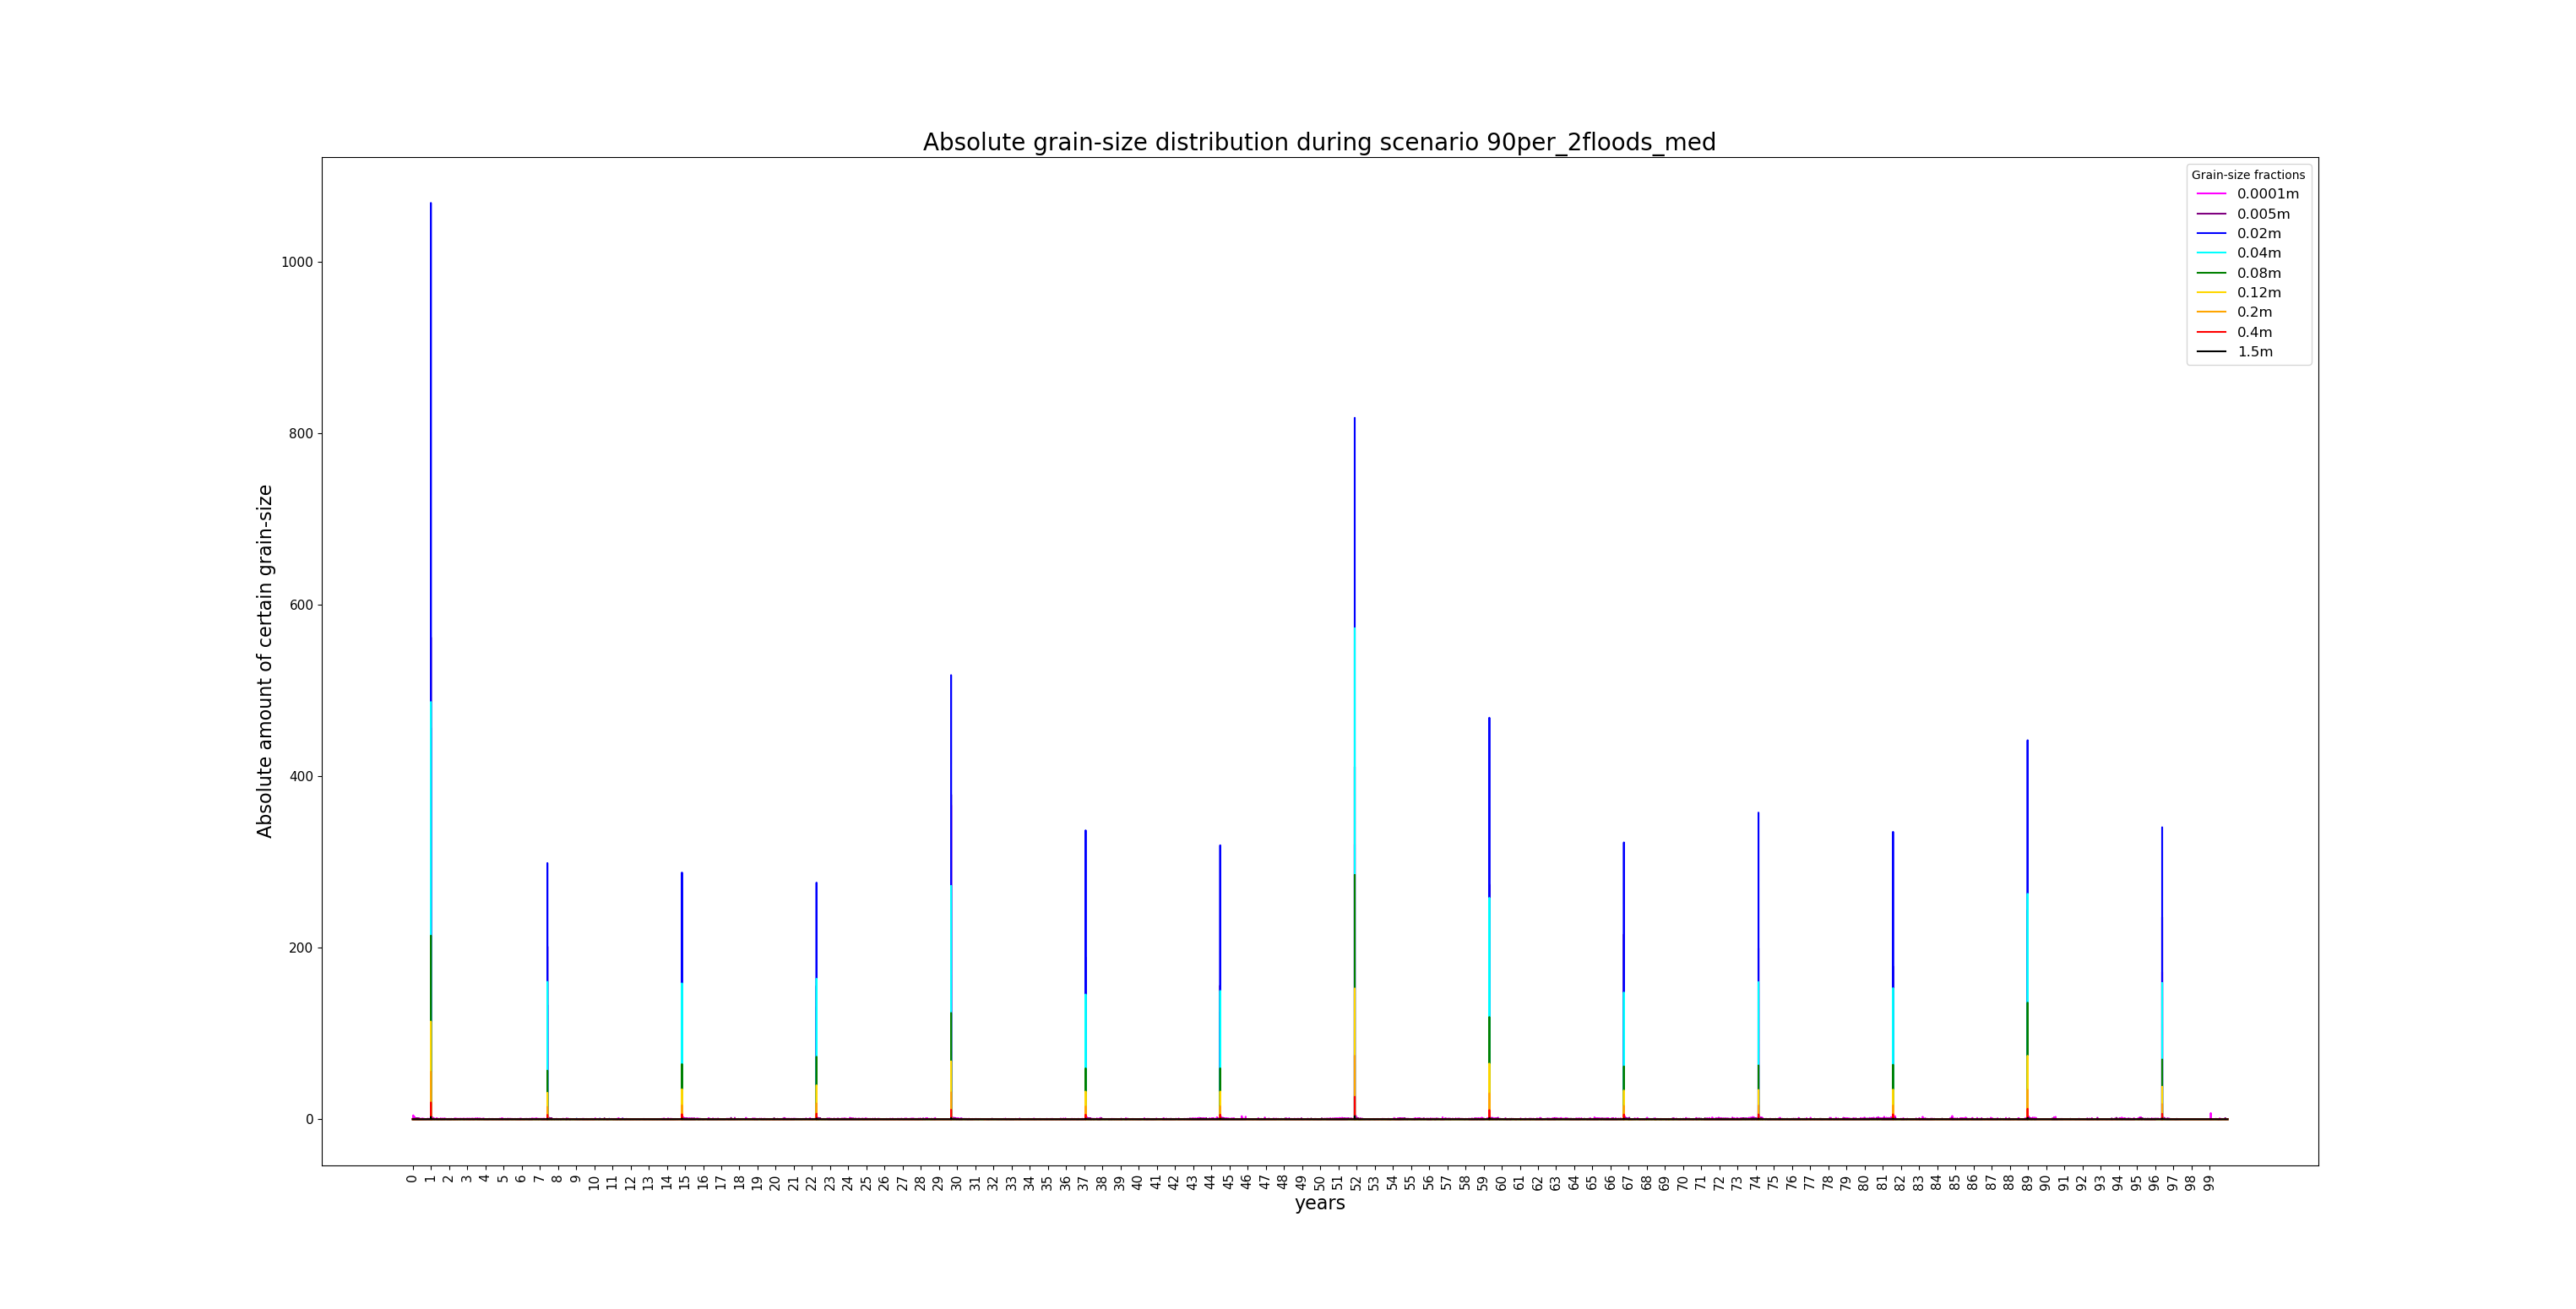 Absolute grain-size distribution during scenario 90per_2floods_med
Grain-size fractions
0.0001m
0.005m
0.02m
0.04m
0.08m
0.12m
0.2m
0.4m
1.5m
Absolute amount of certain grain-size
1000
800
600
400
200
0
0 1 2 3 4 5 6 7 8 9 10 11 12 13 14 15 16 17 18 19 20 21 22 23 24 25 26 27 28 29 30 31 32 33 34 35 36 37 38 39 40 41 42 43 44 45 46 47 48 49 50 51 52 53 54 55 56 57 58 59 60 61 62 63 64 65 66 67 68 69 70 71 72 73 74 75 76 77 78 79 80 81 82 83 84 85 86 87 88 89 90 91 92 93 94 95 96 97 98 99
years